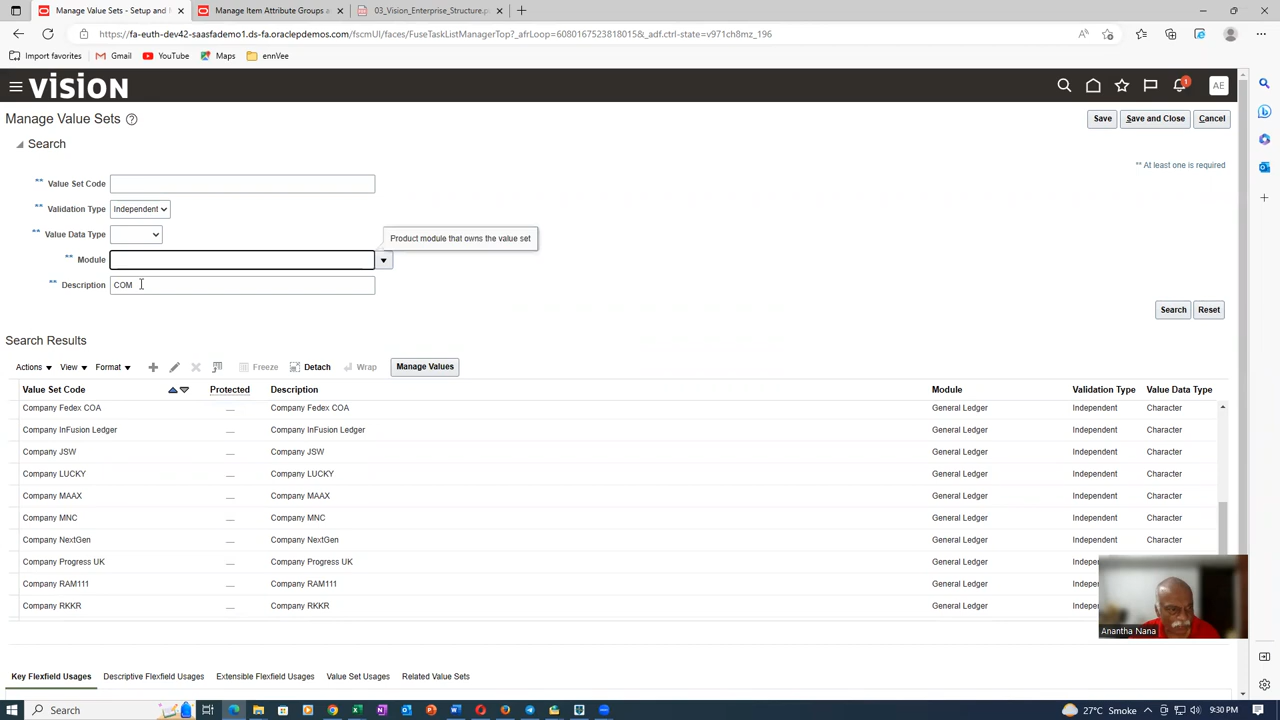 Manage Value Sets - Setup and M
Manage Item Attribute Groups a
03_Vision_Enterprise_Structure.p
https://fa-euth-dev42-saasfademo1.ds-fa.oraclepdemos.com/fscmUI/faces/FuseTaskListManagerTop?_afrLoop=60801675238180​15&_adf.ctrl-state=v971ch8mz_196
Import favorites
Gmail
YouTube
Maps
ennVee
VISION
1
AE
Manage Value Sets
Save
Save and Close
Cancel
Search
** At least one is required
** Value Set Code
** Validation Type Independent
** Value Data Type
Product module that owns the value set
** Module
** Description COM
Search
Reset
Search Results
Actions View Format Freeze Detach Wrap Manage Values
Value Set Code Protected Description Module Validation Type Value Data Type
Company Fedex COA Company Fedex COA General Ledger Independent Character
Company InFusion Ledger Company InFusion Ledger General Ledger Independent Character
Company JSW Company JSW General Ledger Independent Character
Company LUCKY Company LUCKY General Ledger Independent Character
Company MAAX Company MAAX General Ledger Independent Character
Company MNC Company MNC General Ledger Independent Character
Company NextGen Company NextGen General Ledger Independent Character
Company Progress UK Company Progress UK General Ledger
Company RAM111 Company RAM111 General Ledger
Company RKKR Company RKKR General Ledger
Anantha Nana
Key Flexfield Usages Descriptive Flexfield Usages Extensible Flexfield Usages Value Set Usages Related Value Sets
Search
27°C Smoke
9:30 PM